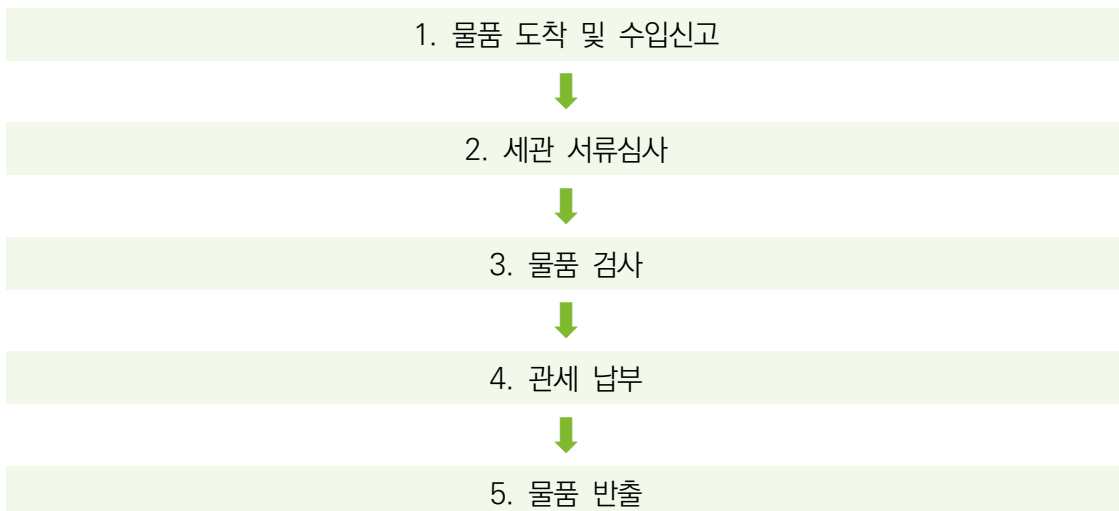 1. 물품 도착 및 수입신고
2. 세관 서류심사
3. 물품 검사
4. 관세 납부
5. 물품 반출